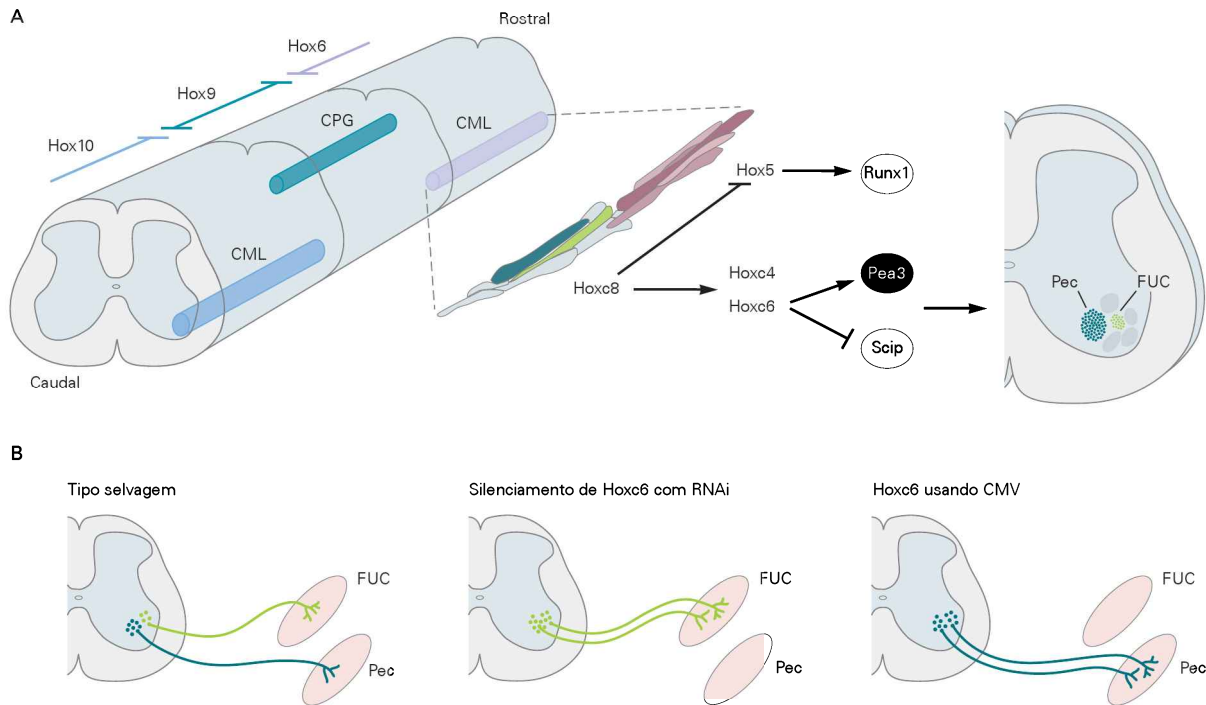 A
Rostral
Hox6
Hox9
Hox10
CPG
CML
CML
Caudal
Hox5
Runx1
Hoxc8
Hoxc4
Hoxc6
Pea3
Scip
Pec
FUC
B
Tipo selvagem
FUC
Pec
Silenciamento de Hoxc6 com RNAi
FUC
Pec
Hoxc6 usando CMV
FUC
Pec